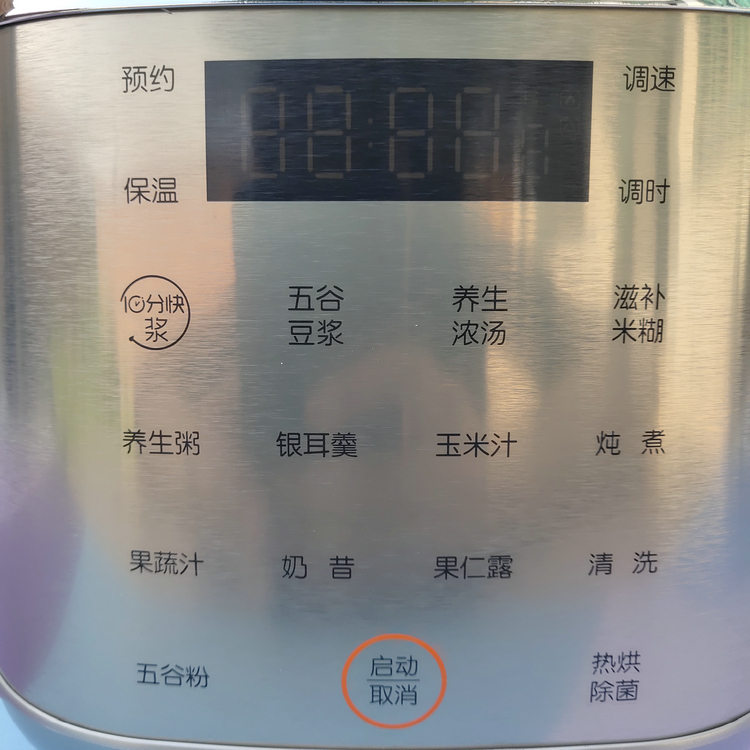 预约
调速
保温
调时
10分快
浆
五谷
豆浆
养生
浓汤
滋补
米糊
养生粥
银耳羹
玉米汁
炖 煮
果蔬汁
奶 昔
果仁露
清 洗
五谷粉
启动
取消
热烘
除菌